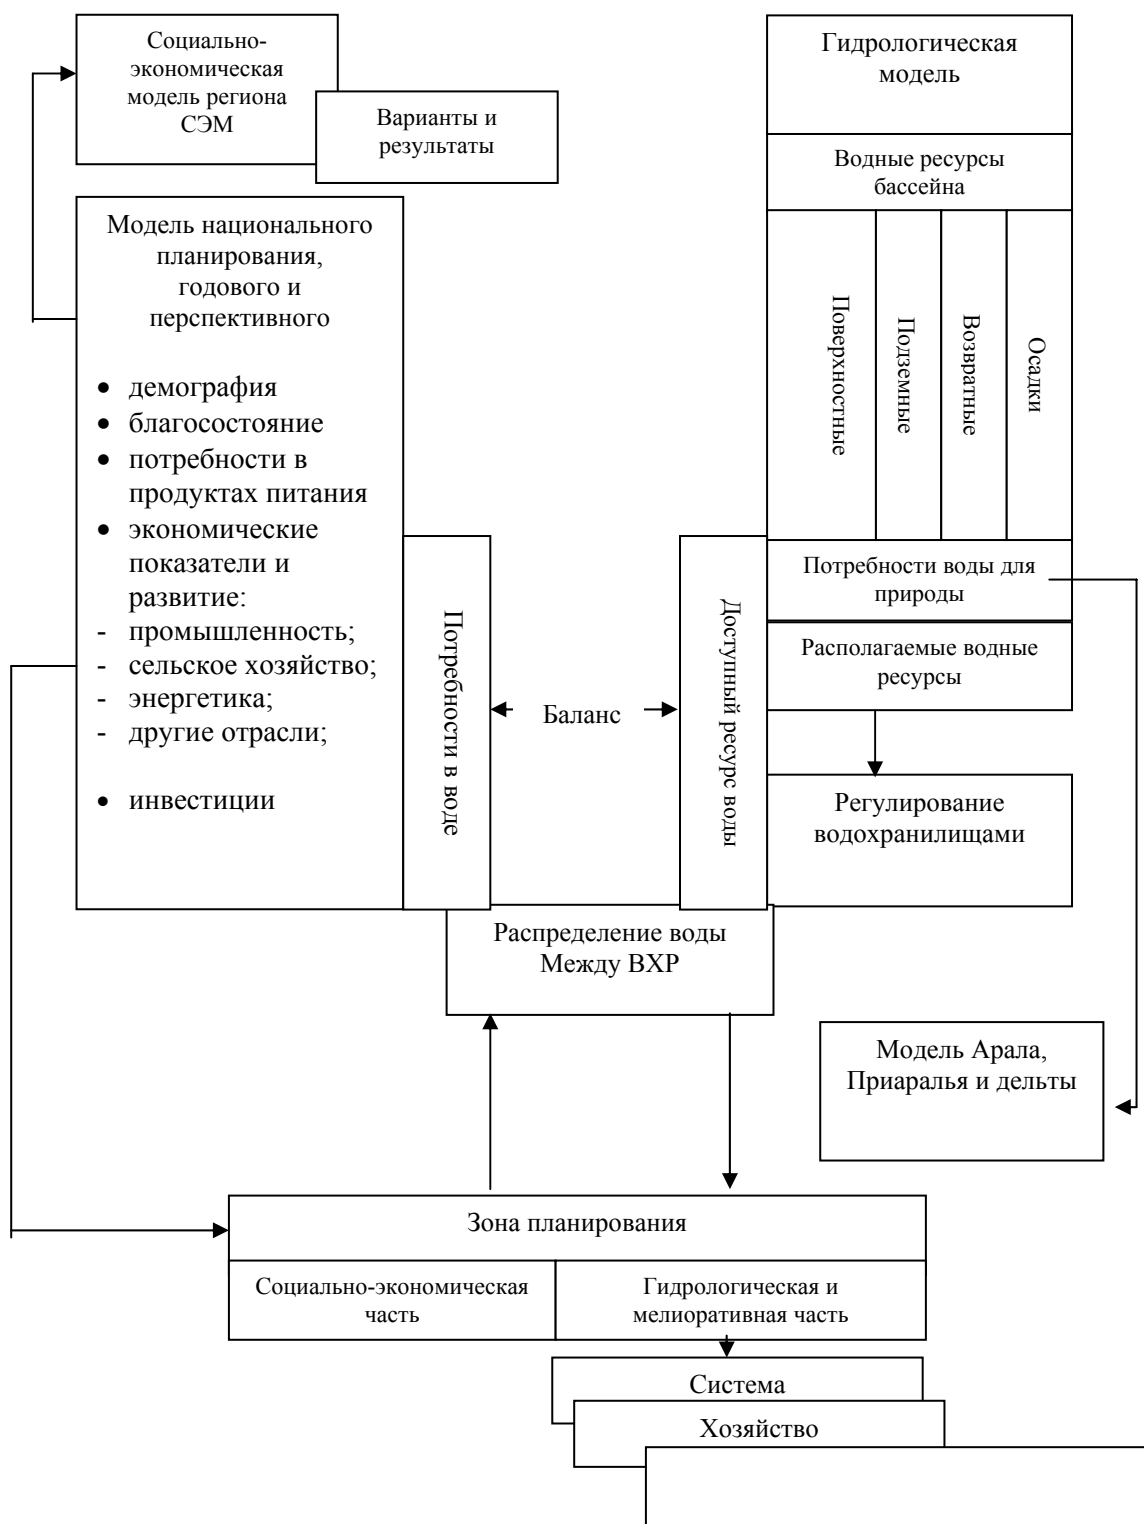 Социально-
экономическая
модель региона
СЭМ
Варианты и
результаты
Гидрологическая
модель
Водные ресурсы
бассейна
Поверхностные
Подземные
Возвратные
Осадки
Модель национального
планирования,
годового и
перспективного
• демография
• благосостояние
• потребности в
продуктах питания
• экономические
показатели и
развитие:
- промышленность;
- сельское хозяйство;
- энергетика;
- другие отрасли;
• инвестиции
Потребности в воде
Баланс
Доступный ресурс воды
Потребности воды для
природы
Располагаемые водные
ресурсы
Регулирование
водохранилищами
Распределение воды
Между ВХР
Модель Арала,
Приаралья и дельты
Зона планирования
Социально-экономическая
часть
Гидрологическая и
мелиоративная часть
Система
Хозяйство